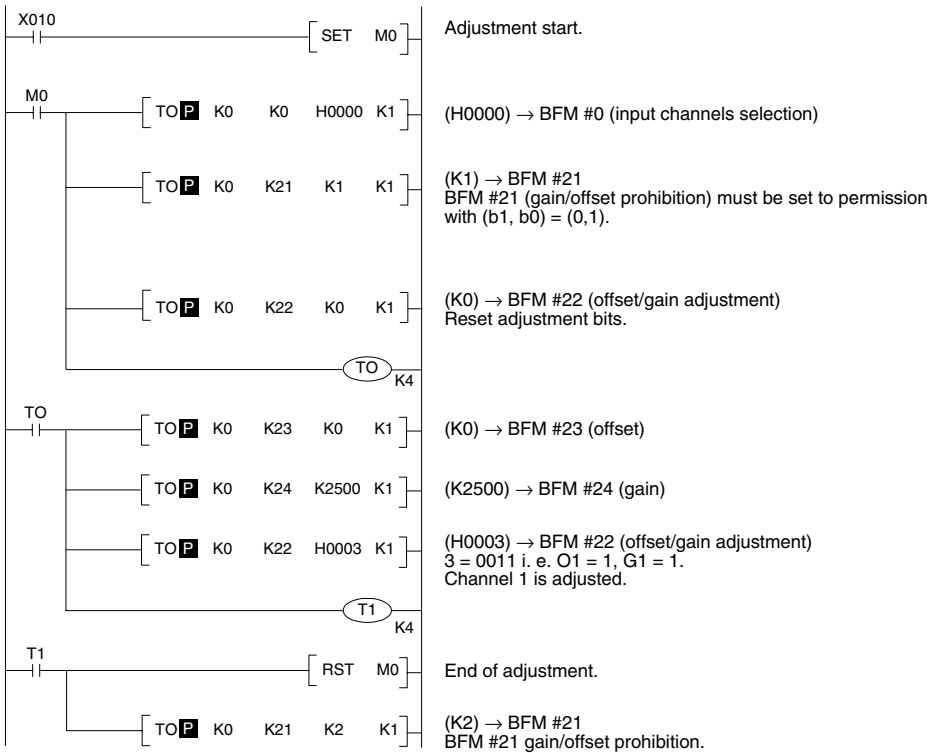 X010
SET M0
Adjustment start.
M0
TO P K0 K0 H0000 K1
(H0000) → BFM #0 (input channels selection)
TO P K0 K21 K1 K1
(K1) → BFM #21
BFM #21 (gain/offset prohibition) must be set to permission
with (b1, b0) = (0,1).
TO P K0 K22 K0 K1
(K0) → BFM #22 (offset/gain adjustment)
Reset adjustment bits.
TO
K4
TO
TO P K0 K23 K0 K1
(K0) → BFM #23 (offset)
TO P K0 K24 K2500 K1
(K2500) → BFM #24 (gain)
TO P K0 K22 H0003 K1
(H0003) → BFM #22 (offset/gain adjustment)
3 = 0011 i. e. O1 = 1, G1 = 1.
Channel 1 is adjusted.
T1
K4
T1
RST M0
End of adjustment.
TO P K0 K21 K2 K1
(K2) → BFM #21
BFM #21 gain/offset prohibition.